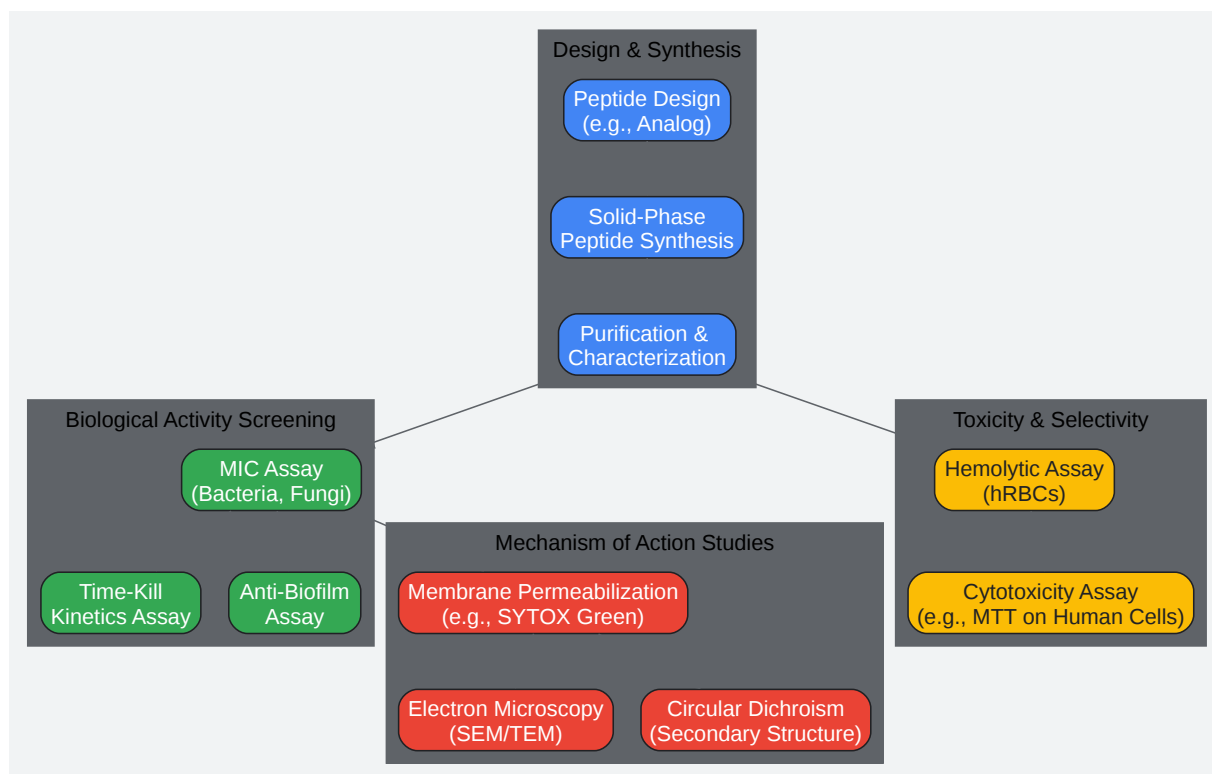 Design & Synthesis
Peptide Design
(e.g., Analog)
Solid-Phase
Peptide Synthesis
Purification &
Characterization
Biological Activity Screening
MIC Assay
(Bacteria, Fungi)
Time-Kill
Kinetics Assay
Anti-Biofilm
Assay
Mechanism of Action Studies
Membrane Permeabilization
(e.g., SYTOX Green)
Electron Microscopy
(SEM/TEM)
Circular Dichroism
(Secondary Structure)
Toxicity & Selectivity
Hemolytic Assay
(hRBCs)
Cytotoxicity Assay
(e.g., MTT on Human Cells)